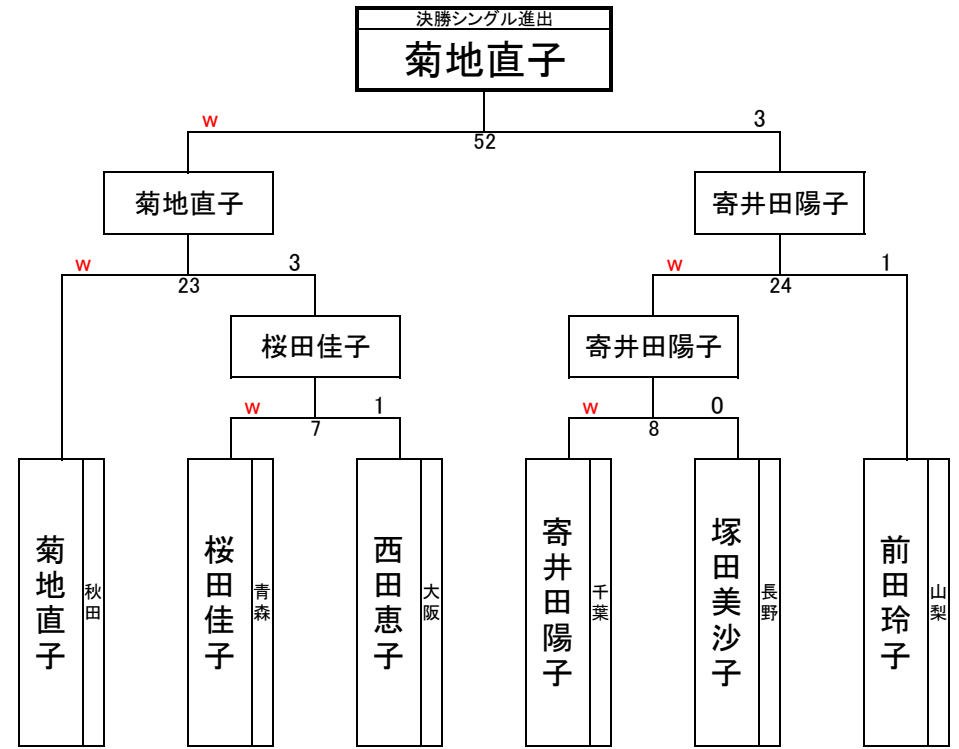 決勝シングル進出
菊地直子
w 3
52
菊地直子 寄井田陽子
w 3 w 1
23 24
桜田佳子 寄井田陽子
w 1 w 0
7 8
菊地直子
秋田
桜田佳子
青森
西田恵子
大阪
寄井田陽子
千葉
塚田美沙子
長野
前田玲子
山梨